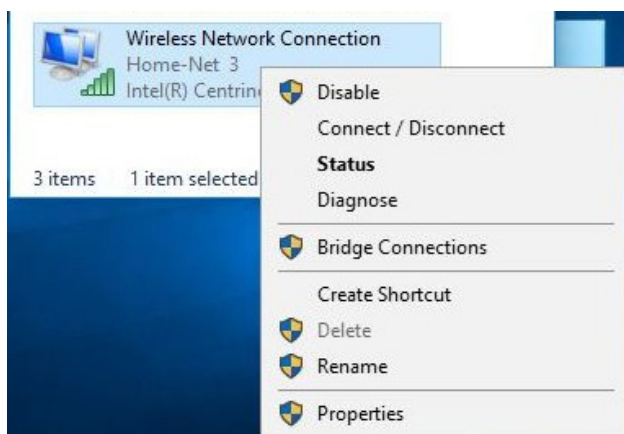 Wireless Network Connection
Home-Net 3
Intel(R)
3 items 1 item selected
Disable
Connect / Disconnect
Status
Diagnose
Bridge Connections
Create Shortcut
Delete
Rename
Properties